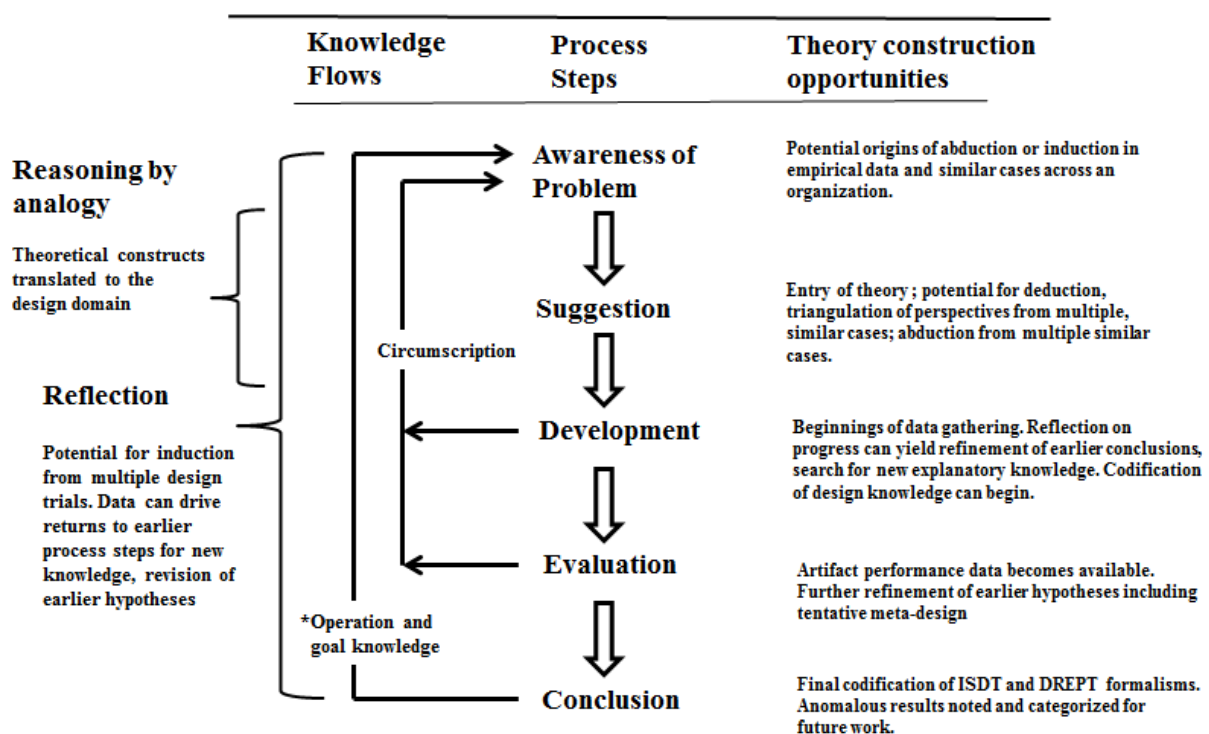 Knowledge
Flows
Process
Steps
Theory construction
opportunities
Reasoning by
analogy
Theoretical constructs
translated to the
design domain
Reflection
Potential for induction
from multiple design
trials. Data can drive
returns to earlier
process steps for new
knowledge, revision of
earlier hypotheses
Circumscription
*Operation and
goal knowledge
Awareness of
Problem
Potential origins of abduction or induction in
empirical data and similar cases across an
organization.
Suggestion
Entry of theory ; potential for deduction,
triangulation of perspectives from multiple,
similar cases; abduction from multiple similar
cases.
Development
Beginnings of data gathering. Reflection on
progress can yield refinement of earlier conclusions,
search for new explanatory knowledge. Codification
of design knowledge can begin.
Evaluation
Artifact performance data becomes available.
Further refinement of earlier hypotheses including
tentative meta-design
Conclusion
Final codification of ISDT and DREPT formalisms.
Anomalous results noted and categorized for
future work.